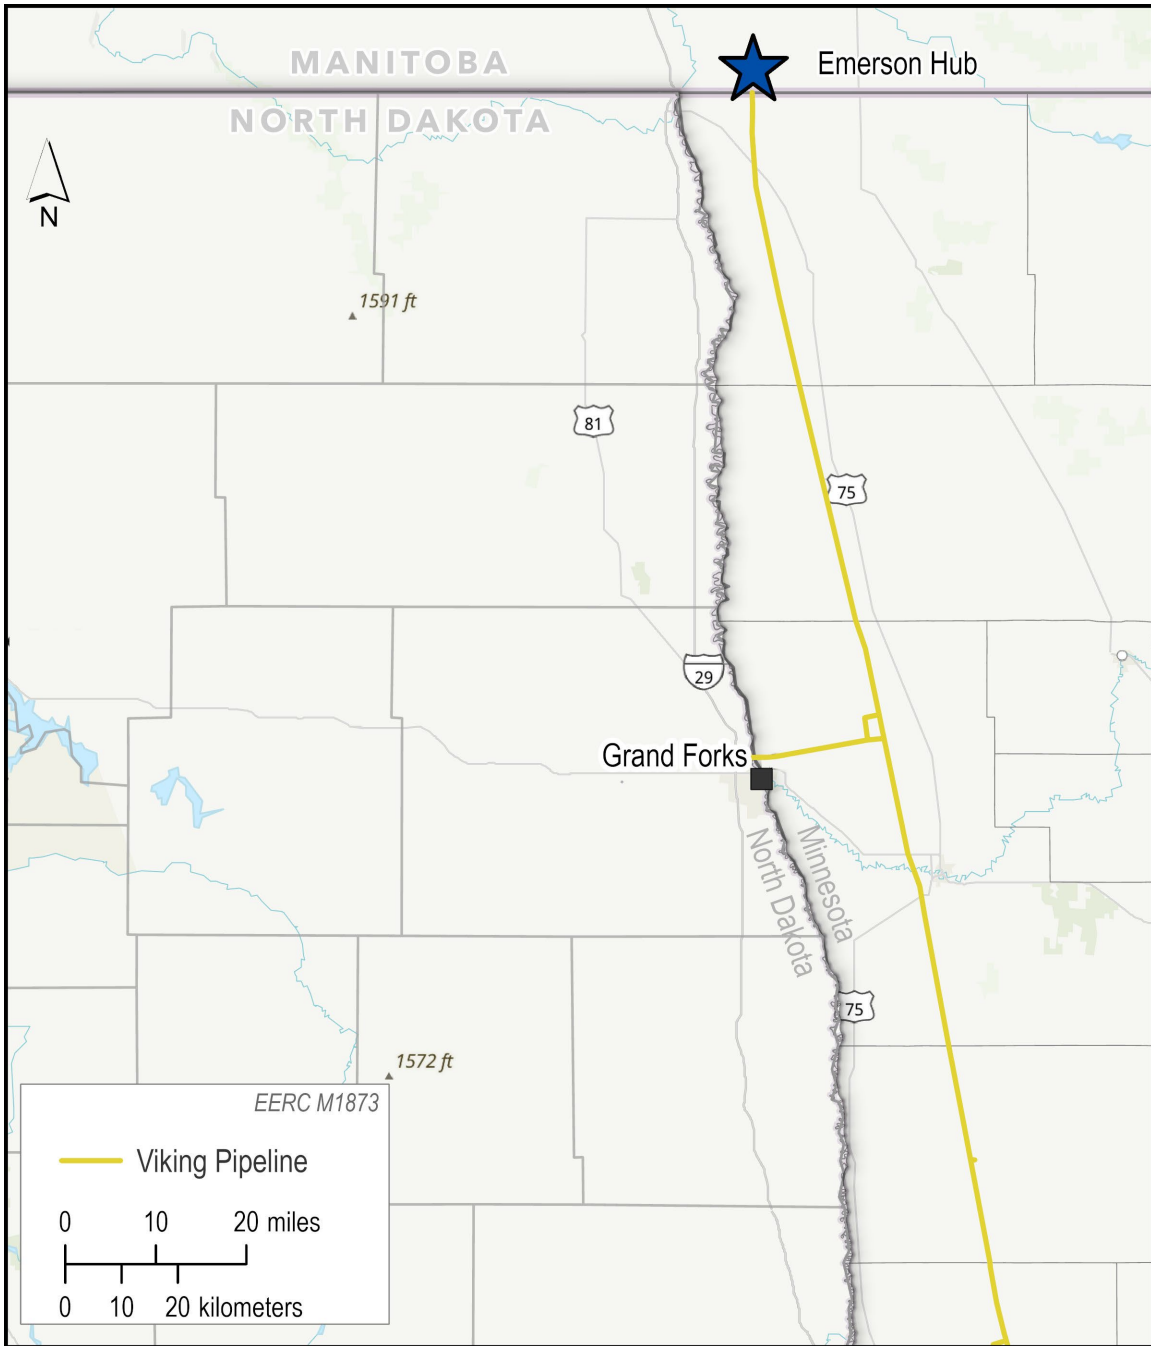 MANITOBA
Emerson Hub
NORTH DAKOTA
N
1591 ft
81
75
29
Grand Forks
Minnesota
North Dakota
75
1572 ft
EERC M1873
Viking Pipeline
0 10 20 miles
0 10 20 kilometers